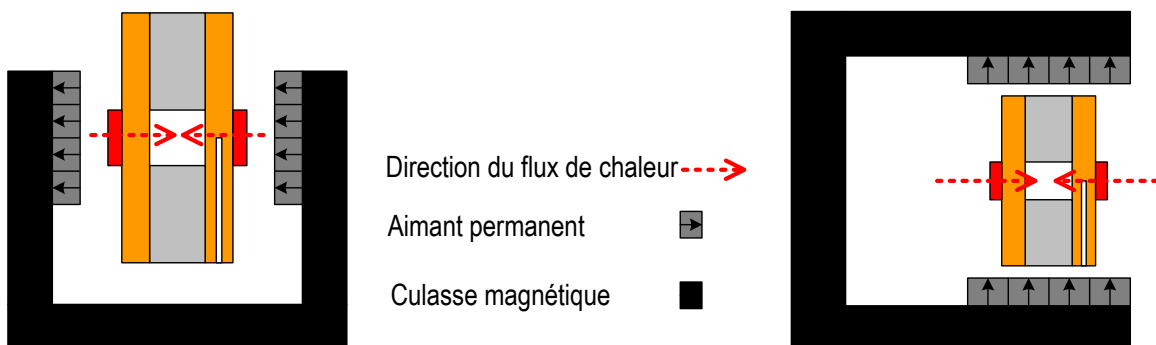 Direction du flux de chaleur
Aimant permanent
Culasse magnétique